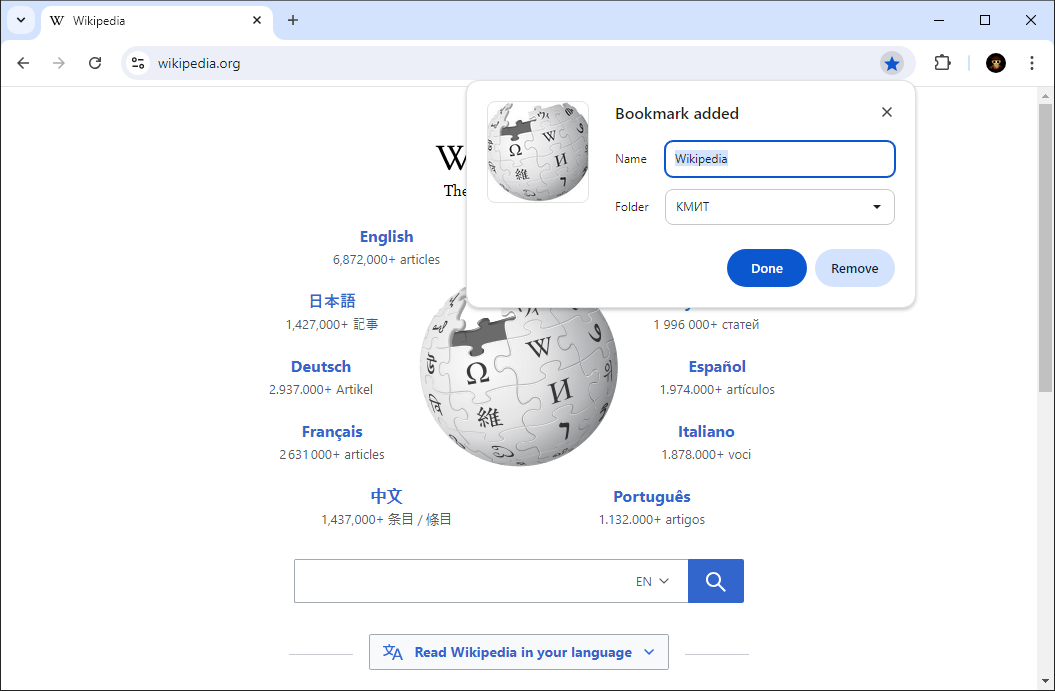 Wikipedia
wikipedia.org
Bookmark added
Name
Wikipedia
Folder
КМИТ
Done
Remove
W
The
English
6,872,000+ articles
日本語
1,427,000+ 記事
1 996 000+ статей
Deutsch
2.937.000+ Artikel
Español
1.974.000+ artículos
Français
2 631 000+ articles
Italiano
1.878.000+ voci
中文
1,437,000+ 条目 / 條目
Português
1.132.000+ artigos
EN
Read Wikipedia in your language